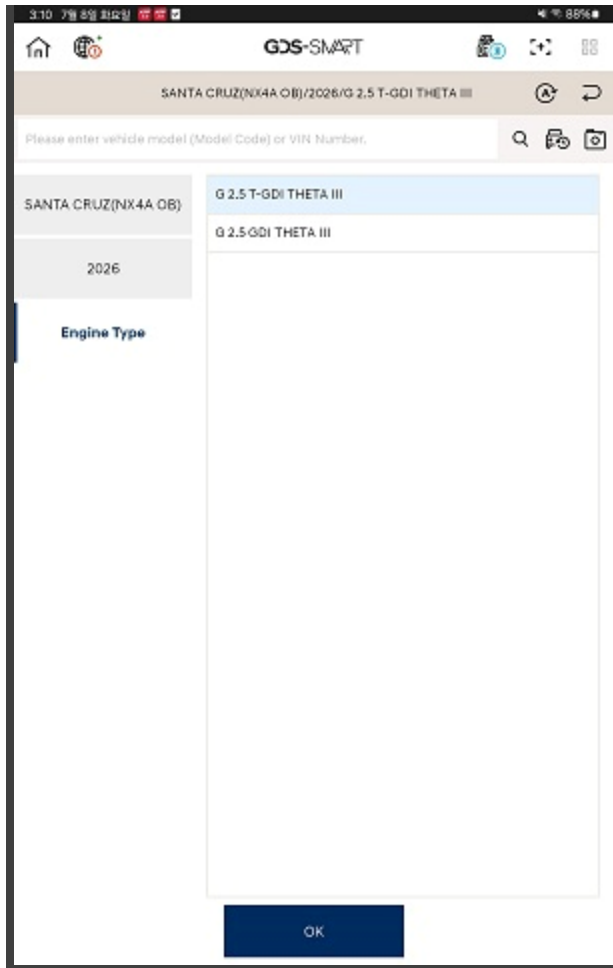 3:10 7월 8일 화요일
88%
GDS-SMART
SANTA CRUZ(NX4A OB)/2026/G 2.5 T-GDI THETA III
Please enter vehicle model (Model Code) or VIN Number.
SANTA CRUZ(NX4A OB)
G 2.5 T-GDI THETA III
G 2.5 GDI THETA III
2026
Engine Type
OK